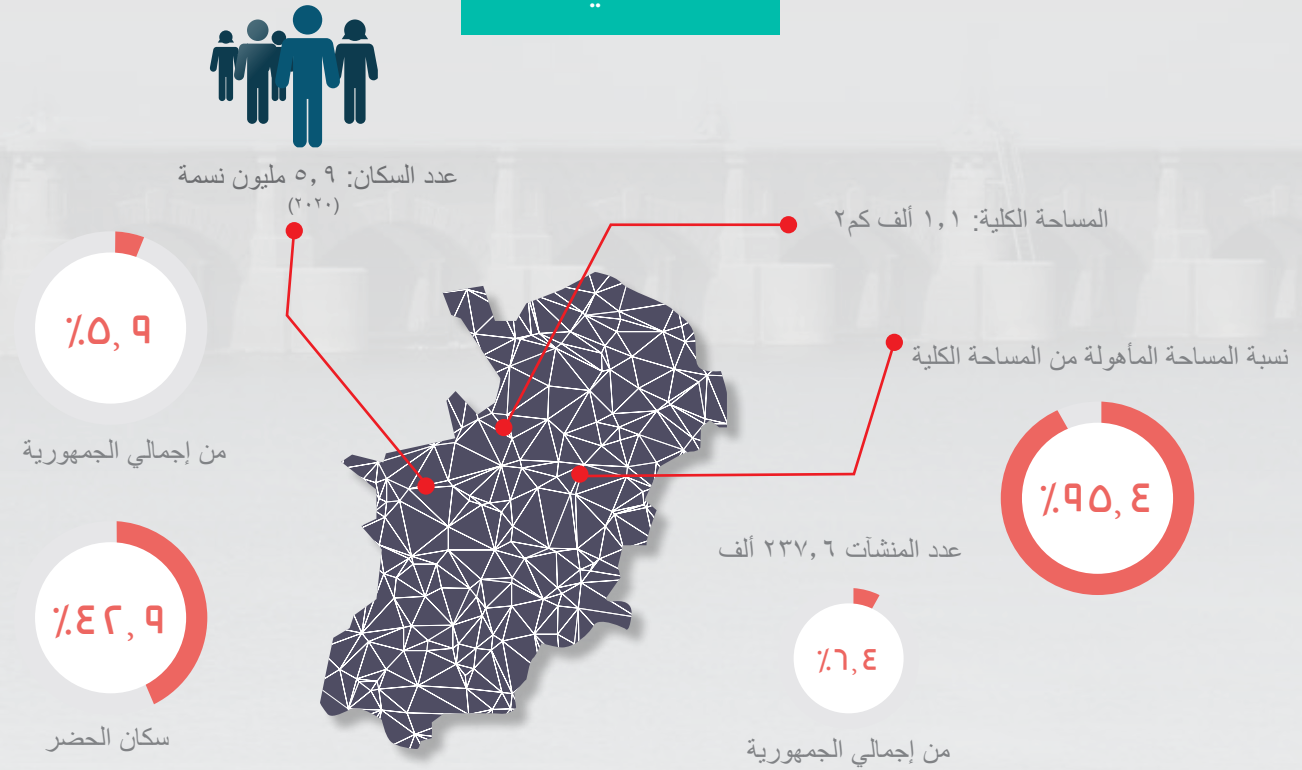 عدد السكان: ٥,٩ مليون نسمة
(٢٠٢٠)
المساحة الكلية: ١,١ ألف كم٢
٪٥,٩
من إجمالي الجمهورية
نسبة المساحة المأهولة من المساحة الكلية
٪٩٥,٤
٪٤٢,٩
سكان الحضر
عدد المنشآت ٢٣٧,٦ ألف
٪٦,٤
من إجمالي الجمهورية